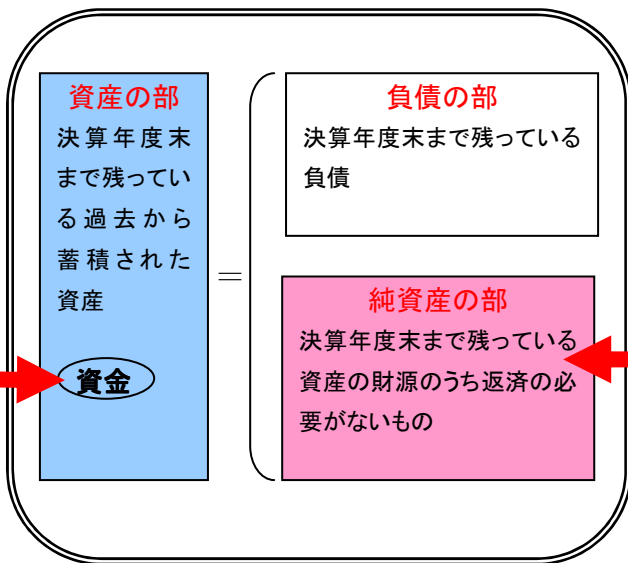 資産の部
決算年度末
まで残ってい
る過去から
蓄積された
資産
資金
=
負債の部
決算年度末まで残っている
負債
純資産の部
決算年度末まで残っている
資産の財源のうち返済の必
要がないもの